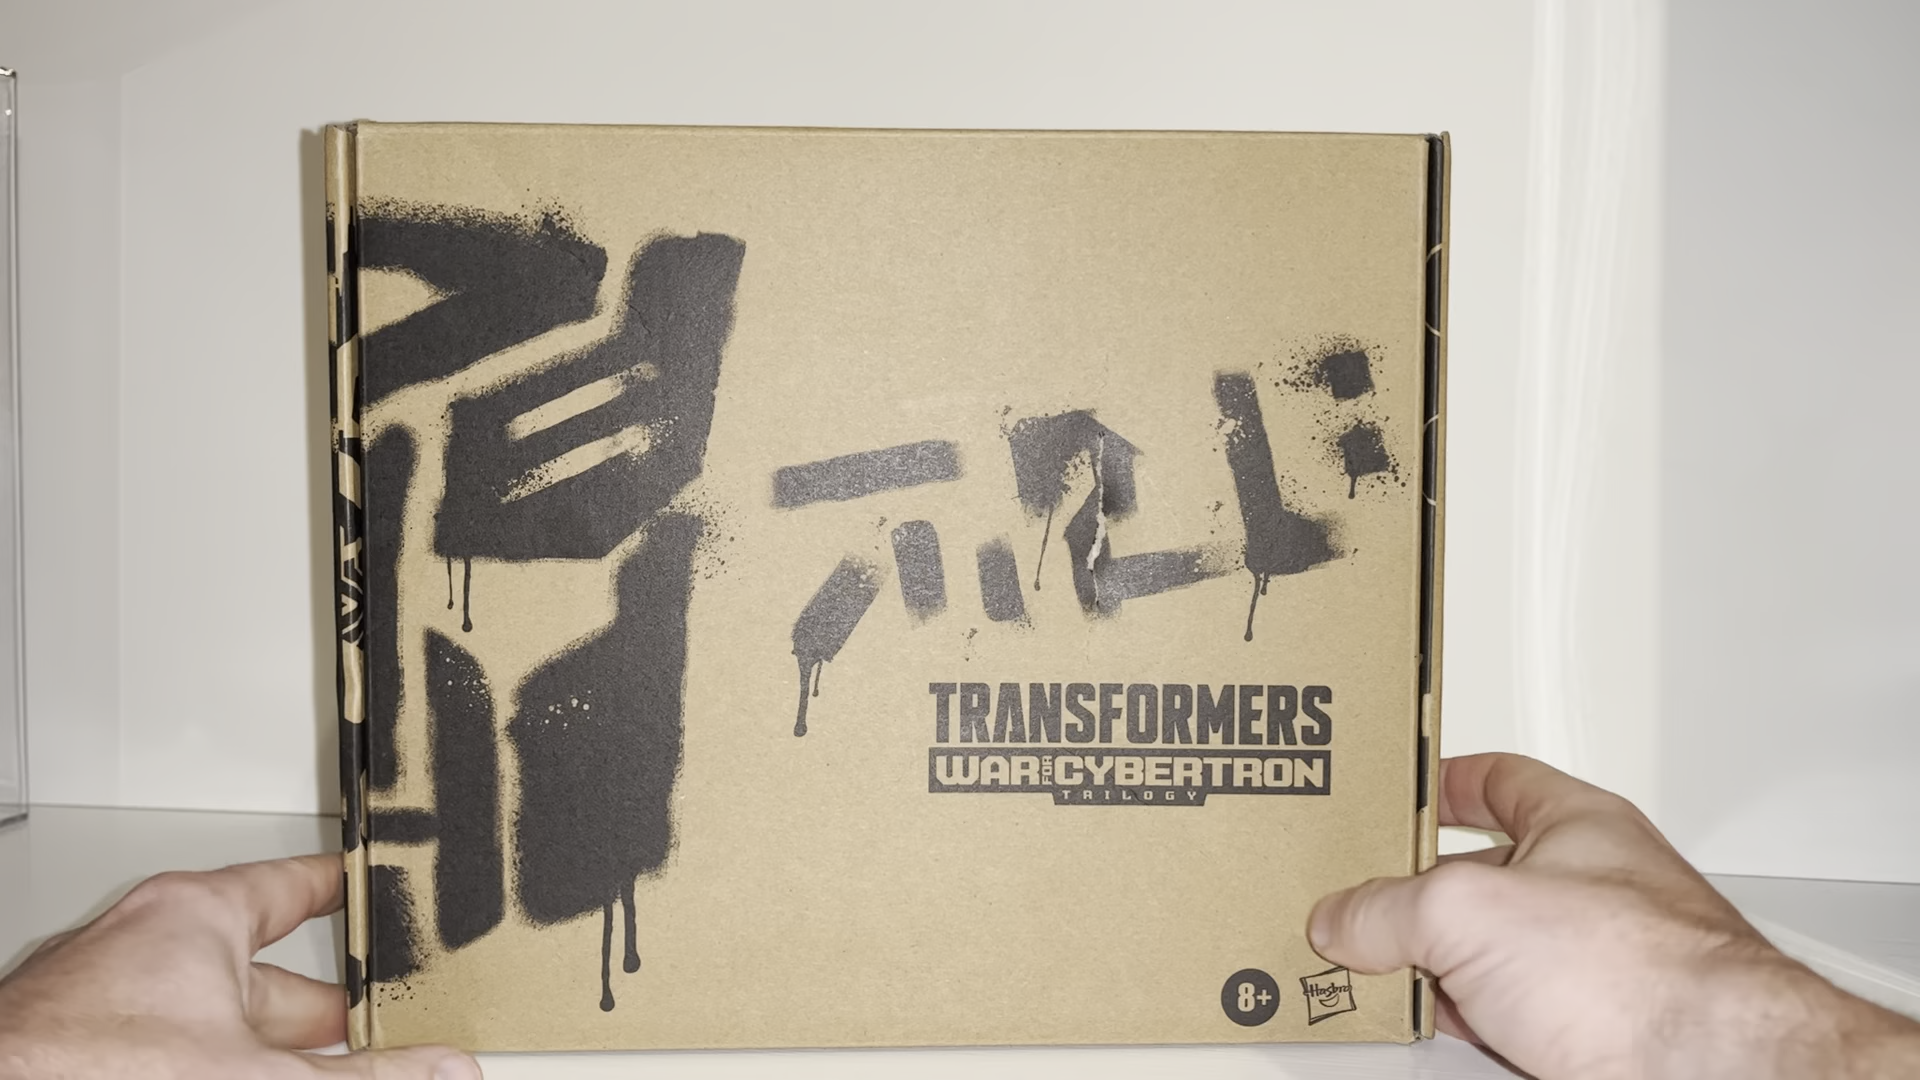 TRANSFORMERS
WAR FOR CYBERTRON
TRILOGY
8+
Hasbro